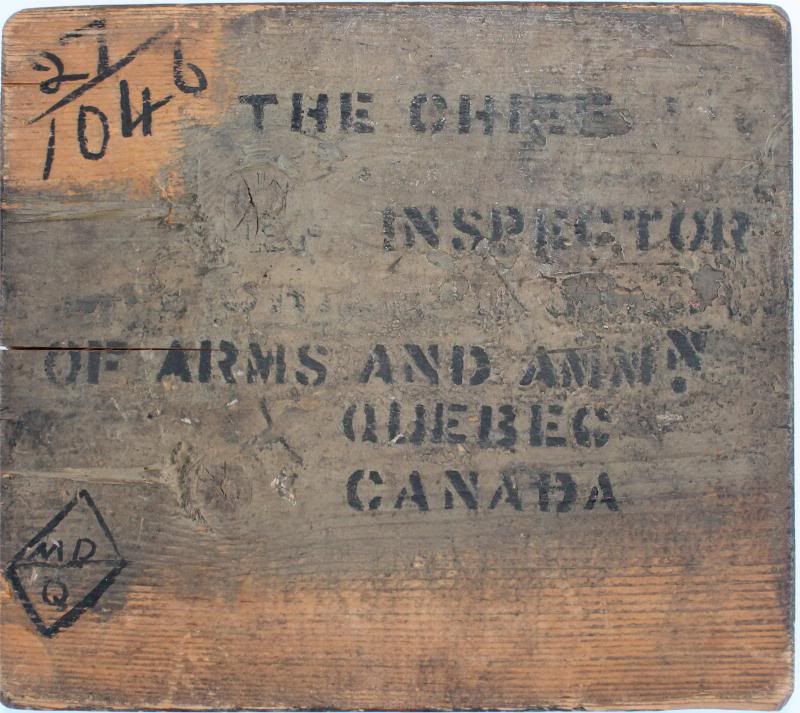 27/1046
THE CHIEF
INSPECTOR
OF ARMS AND AMMN.
QUEBEC
CANADA
MD
Q